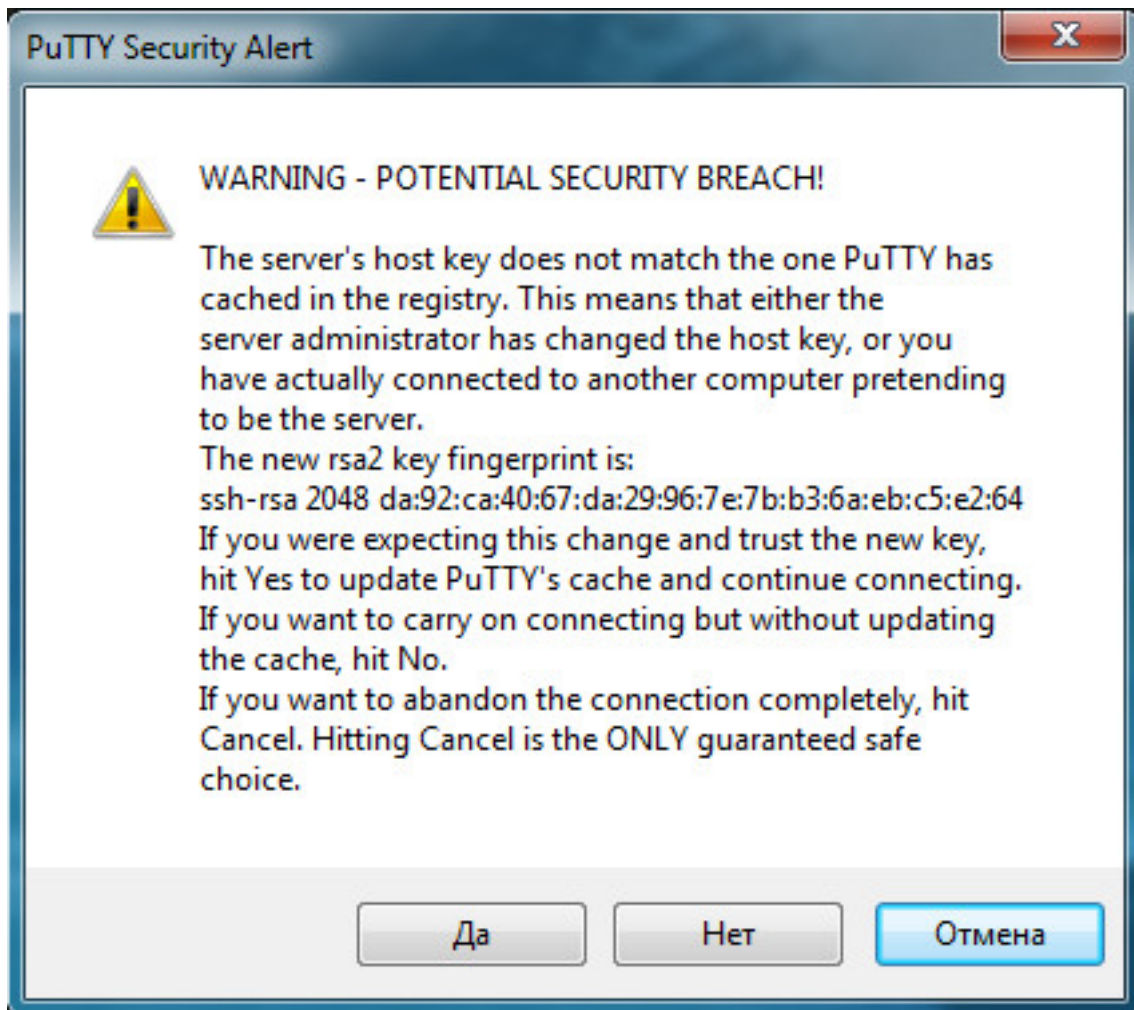 PuTTY Security Alert
WARNING - POTENTIAL SECURITY BREACH!
The server's host key does not match the one PuTTY has
cached in the registry. This means that either the
server administrator has changed the host key, or you
have actually connected to another computer pretending
to be the server.
The new rsa2 key fingerprint is:
ssh-rsa 2048 da:92:ca:40:67:da:29:96:7e:7b:b3:6a:eb:c5:e2:64
If you were expecting this change and trust the new key,
hit Yes to update PuTTY's cache and continue connecting.
If you want to carry on connecting but without updating
the cache, hit No.
If you want to abandon the connection completely, hit
Cancel. Hitting Cancel is the ONLY guaranteed safe
choice.
Да Нет Отмена